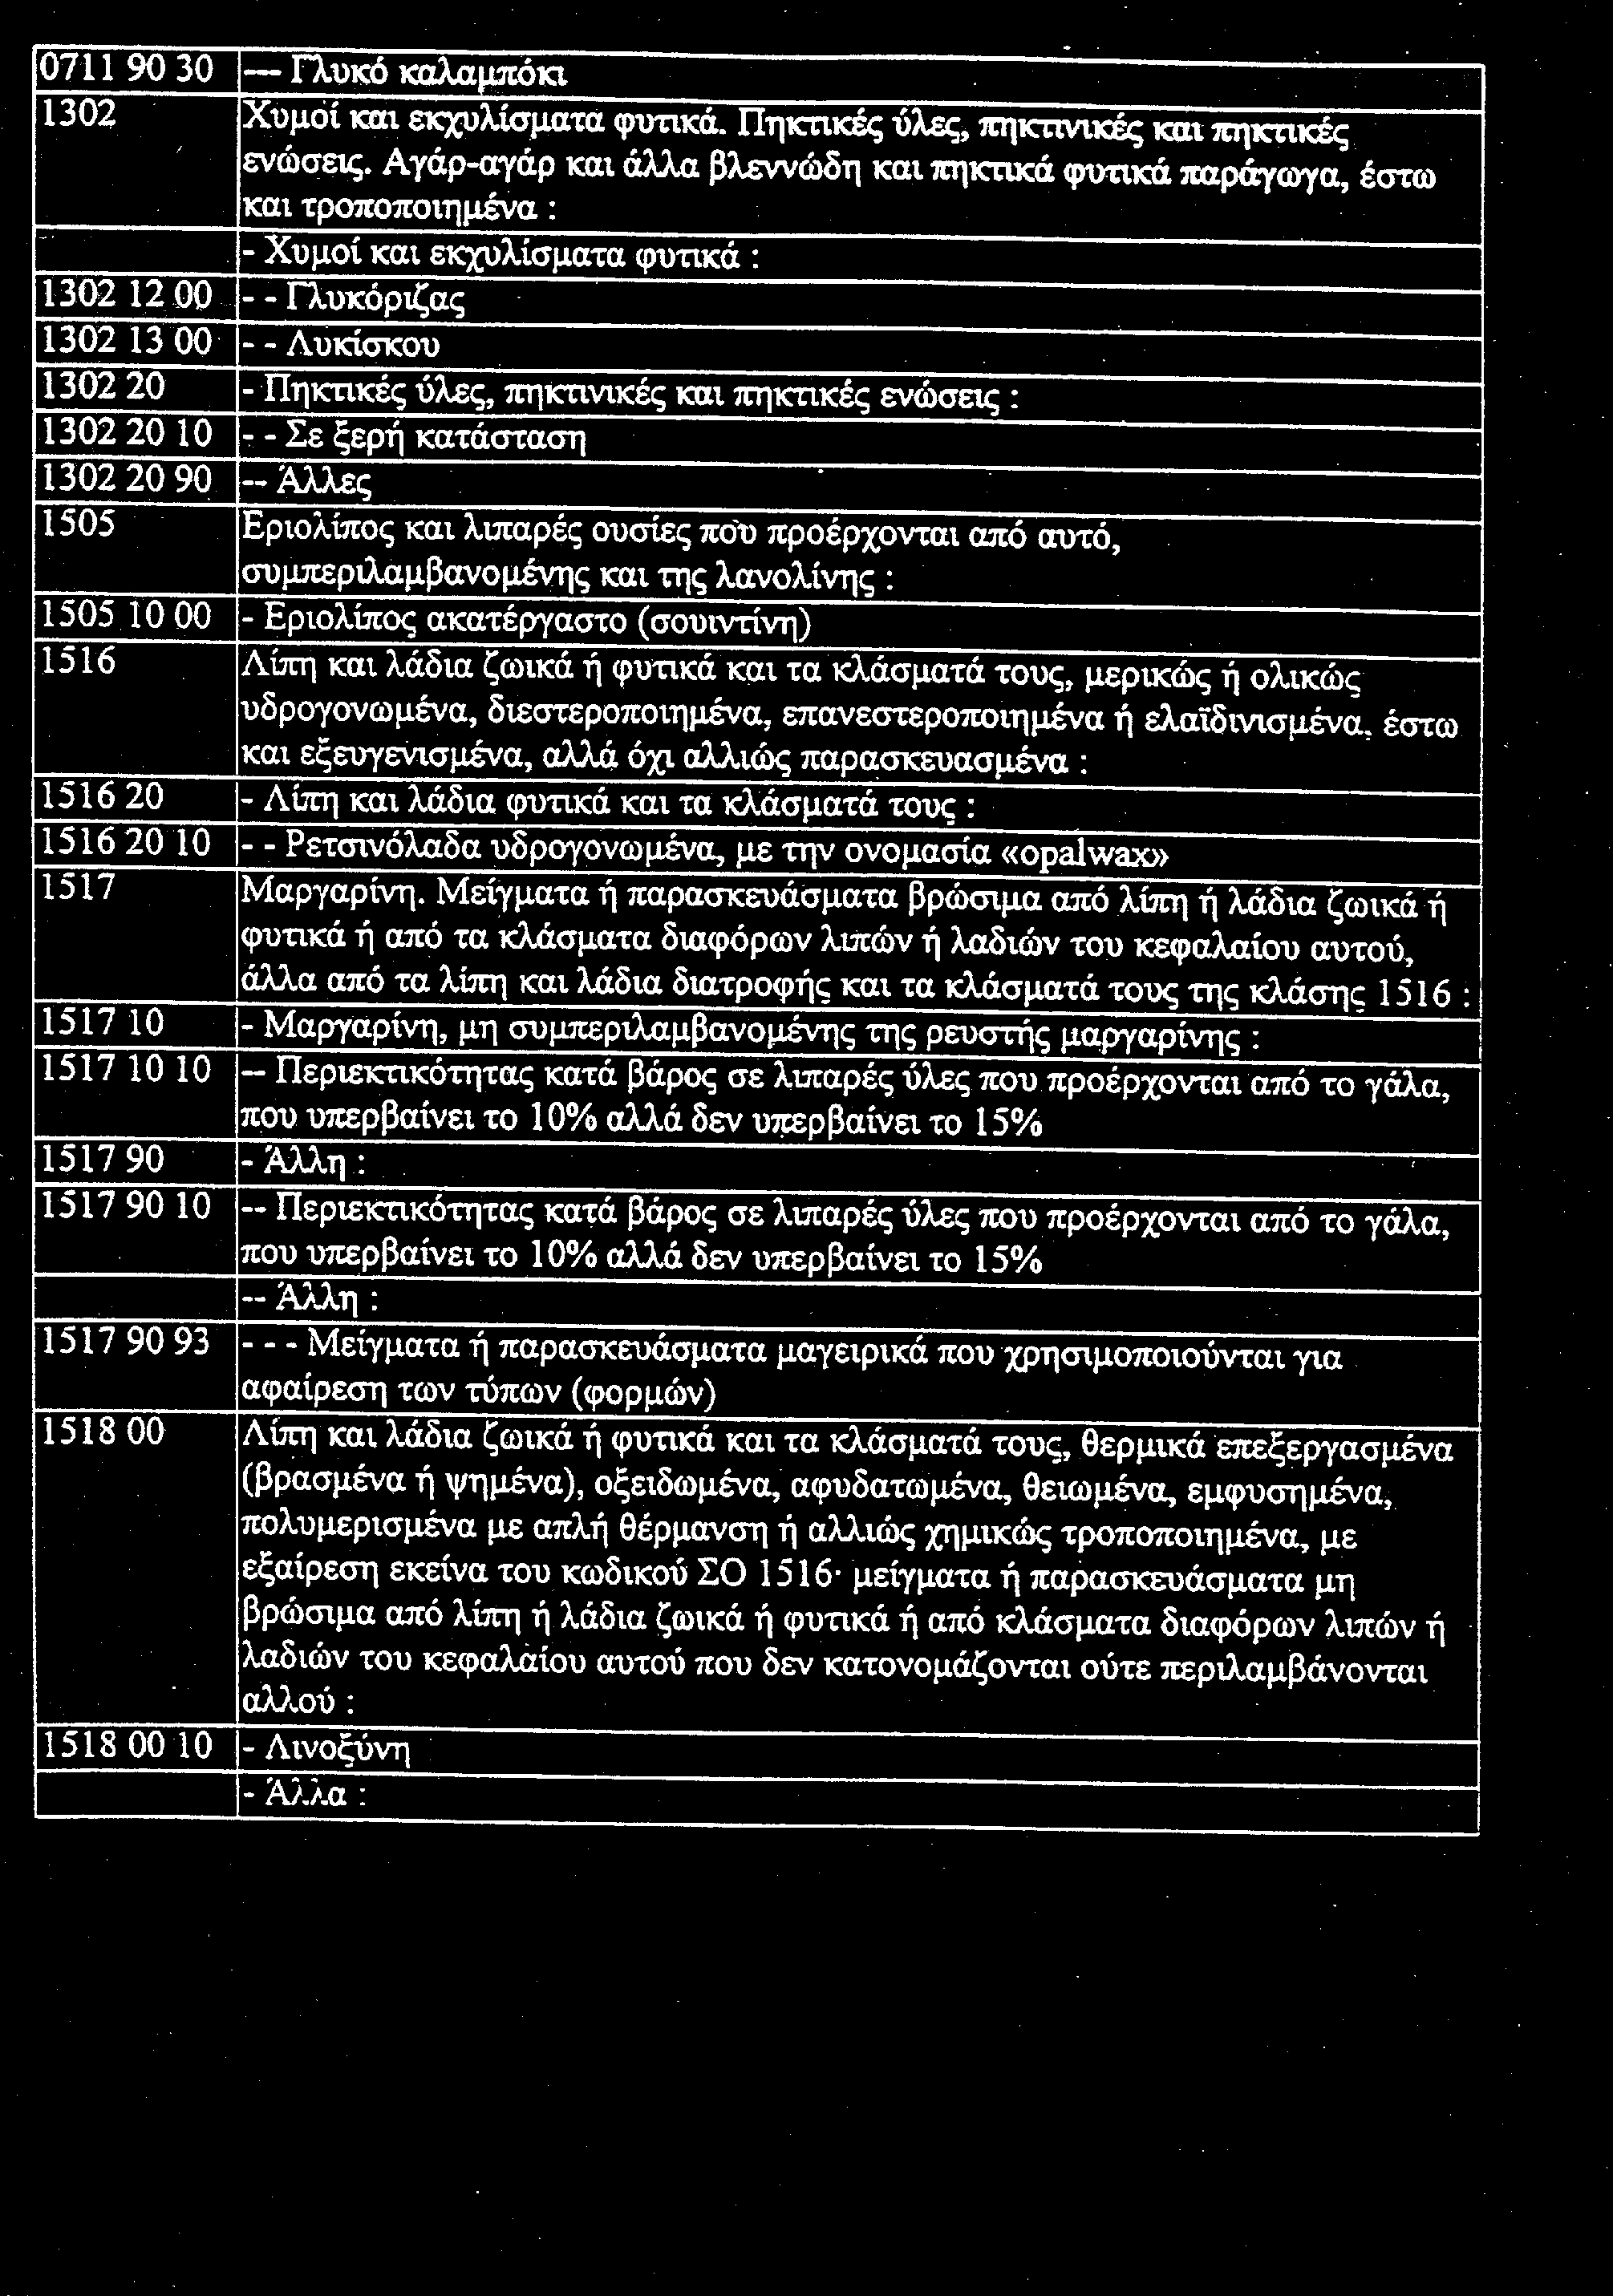 0711 90 30 --- Γλυκό καλαμπόκι
1302 Χυμοί και εκχυλίσματα φυτικά. Πηκτικές ύλες, πηκτινικές και πηκτικές
ενώσεις. Αγάρ-αγάρ και άλλα βλεννώδη και πηκτικά φυτικά παράγωγα, έστω
και τροποποιημένα :
- Χυμοί και εκχυλίσματα φυτικά :
1302 12 00 - - Γλυκόριζας
1302 13 00 - - Λυκίσκου
1302 20 - Πηκτικές ύλες, πηκτινικές και πηκτικές ενώσεις :
1302 20 10 - - Σε ξερή κατάσταση
1302 20 90 -- Άλλες
1505 Εριολίπος και λιπαρές ουσίες που προέρχονται από αυτό,
συμπεριλαμβανομένης και της λανολίνης :
1505 10 00 - Εριολίπος ακατέργαστο (σουιντίνη)
1516 Λίπη και λάδια ζωικά ή φυτικά και τα κλάσματά τους, μερικώς ή ολικώς
υδρογονωμένα, διεστεροποιημένα, επανεστεροποιημένα ή ελαϊδινισμένα, έστω
και εξευγενισμένα, αλλά όχι αλλιώς παρασκευασμένα :
1516 20 - Λίπη και λάδια φυτικά και τα κλάσματά τους :
1516 20 10 - - Ρετσινόλαδα υδρογονωμένα, με την ονομασία «opalwax»
1517 Μαργαρίνη. Μείγματα ή παρασκευάσματα βρώσιμα από λίπη ή λάδια ζωικά ή
φυτικά ή από τα κλάσματα διαφόρων λιπών ή λαδιών του κεφαλαίου αυτού,
άλλα από τα λίπη και λάδια διατροφής και τα κλάσματά τους της κλάσης 1516 :
1517 10 - Μαργαρίνη, μη συμπεριλαμβανομένης της ρευστής μαργαρίνης :
1517 10 10 -- Περιεκτικότητας κατά βάρος σε λιπαρές ύλες που προέρχονται από το γάλα,
που υπερβαίνει το 10% αλλά δεν υπερβαίνει το 15%
1517 90 - Άλλη :
1517 90 10 -- Περιεκτικότητας κατά βάρος σε λιπαρές ύλες που προέρχονται από το γάλα,
που υπερβαίνει το 10% αλλά δεν υπερβαίνει το 15%
-- Άλλη :
1517 90 93 - - - Μείγματα ή παρασκευάσματα μαγειρικά που χρησιμοποιούνται για
αφαίρεση των τύπων (φορμών)
1518 00 Λίπη και λάδια ζωικά ή φυτικά και τα κλάσματά τους, θερμικά επεξεργασμένα
(βρασμένα ή ψημένα), οξειδωμένα, αφυδατωμένα, θειωμένα, εμφυσημένα,
πολυμερισμένα με απλή θέρμανση ή αλλιώς χημικώς τροποποιημένα, με
εξαίρεση εκείνα του κωδικού ΣΟ 1516· μείγματα ή παρασκευάσματα μη
βρώσιμα από λίπη ή λάδια ζωικά ή φυτικά ή από κλάσματα διαφόρων λιπών ή
λαδιών του κεφαλαίου αυτού που δεν κατονομάζονται ούτε περιλαμβάνονται
αλλού :
1518 00 10 - Λινοξύνη
- Άλλα :